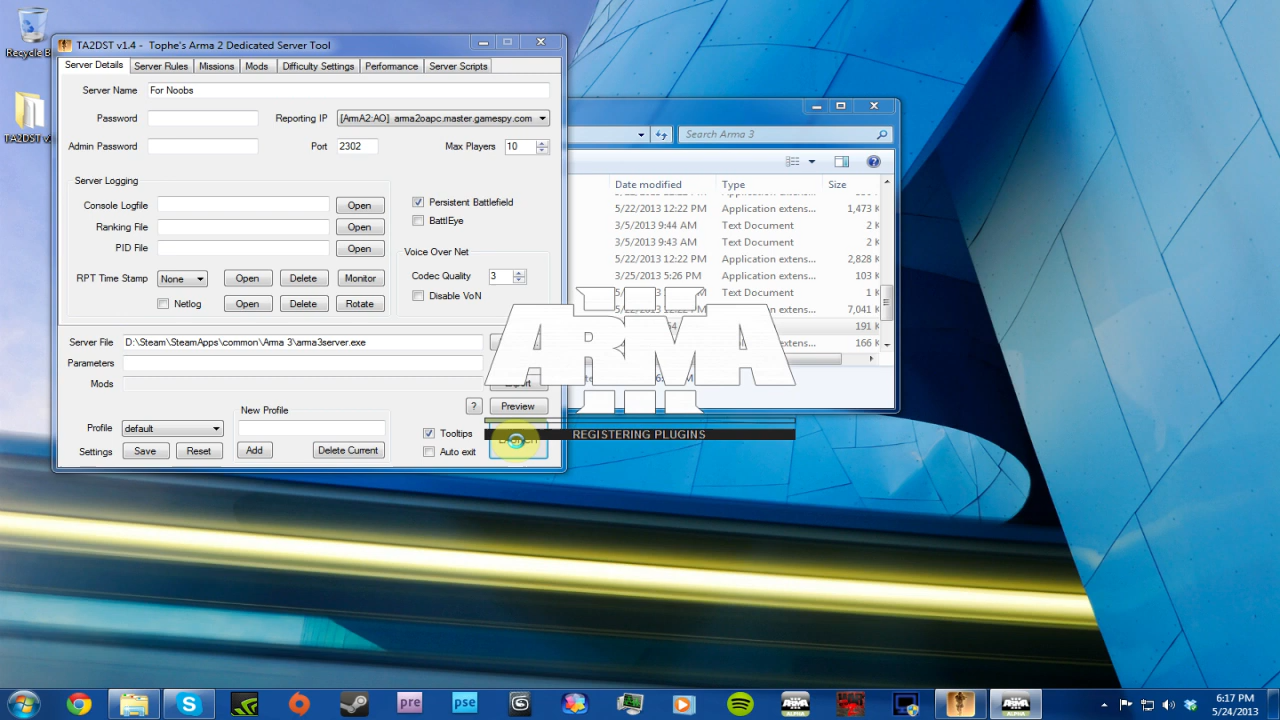 Recycle B
TA2DST v
TA2DST v1.4 - Tophe's Arma 2 Dedicated Server Tool
Server Details Server Rules Missions Mods Difficulty Settings Performance Server Scripts
Server Name For Noobs
Password Reporting IP [ArmA2:AO] arma2oapc.master.gamespy.com
Admin Password Port 2302 Max Players 10
Server Logging
Console Logfile Open
Ranking File Open
PID File Open
RPT Time Stamp None Open Delete Monitor
Netlog Open Delete Rotate
Persistent Battlefield
BattlEye
Voice Over Net
Codec Quality 3
Disable VoN
Server File D:\Steam\SteamApps\common\Arma 3\arma3server.exe
Parameters
Mods Export
? Preview
Profile default
New Profile
Settings Save Reset Add Delete Current
Tooltips
Auto exit
Search Arma 3
Date modified Type Size
5/22/2013 12:22 PM Application extens... 1,473 K
3/5/2013 9:44 AM Text Document 2 K
3/5/2013 9:43 AM Text Document 2 K
5/22/2013 12:22 PM Application extens... 2,828 K
3/25/2013 5:26 PM Application extens... 103 K
Text Document 1 K
Application extens... 7,041 K
191 K
Application extens... 166 K
ARMA
III
REGISTERING PLUGINS
pre pse
ALPHA ALPHA
6:17 PM
5/24/2013